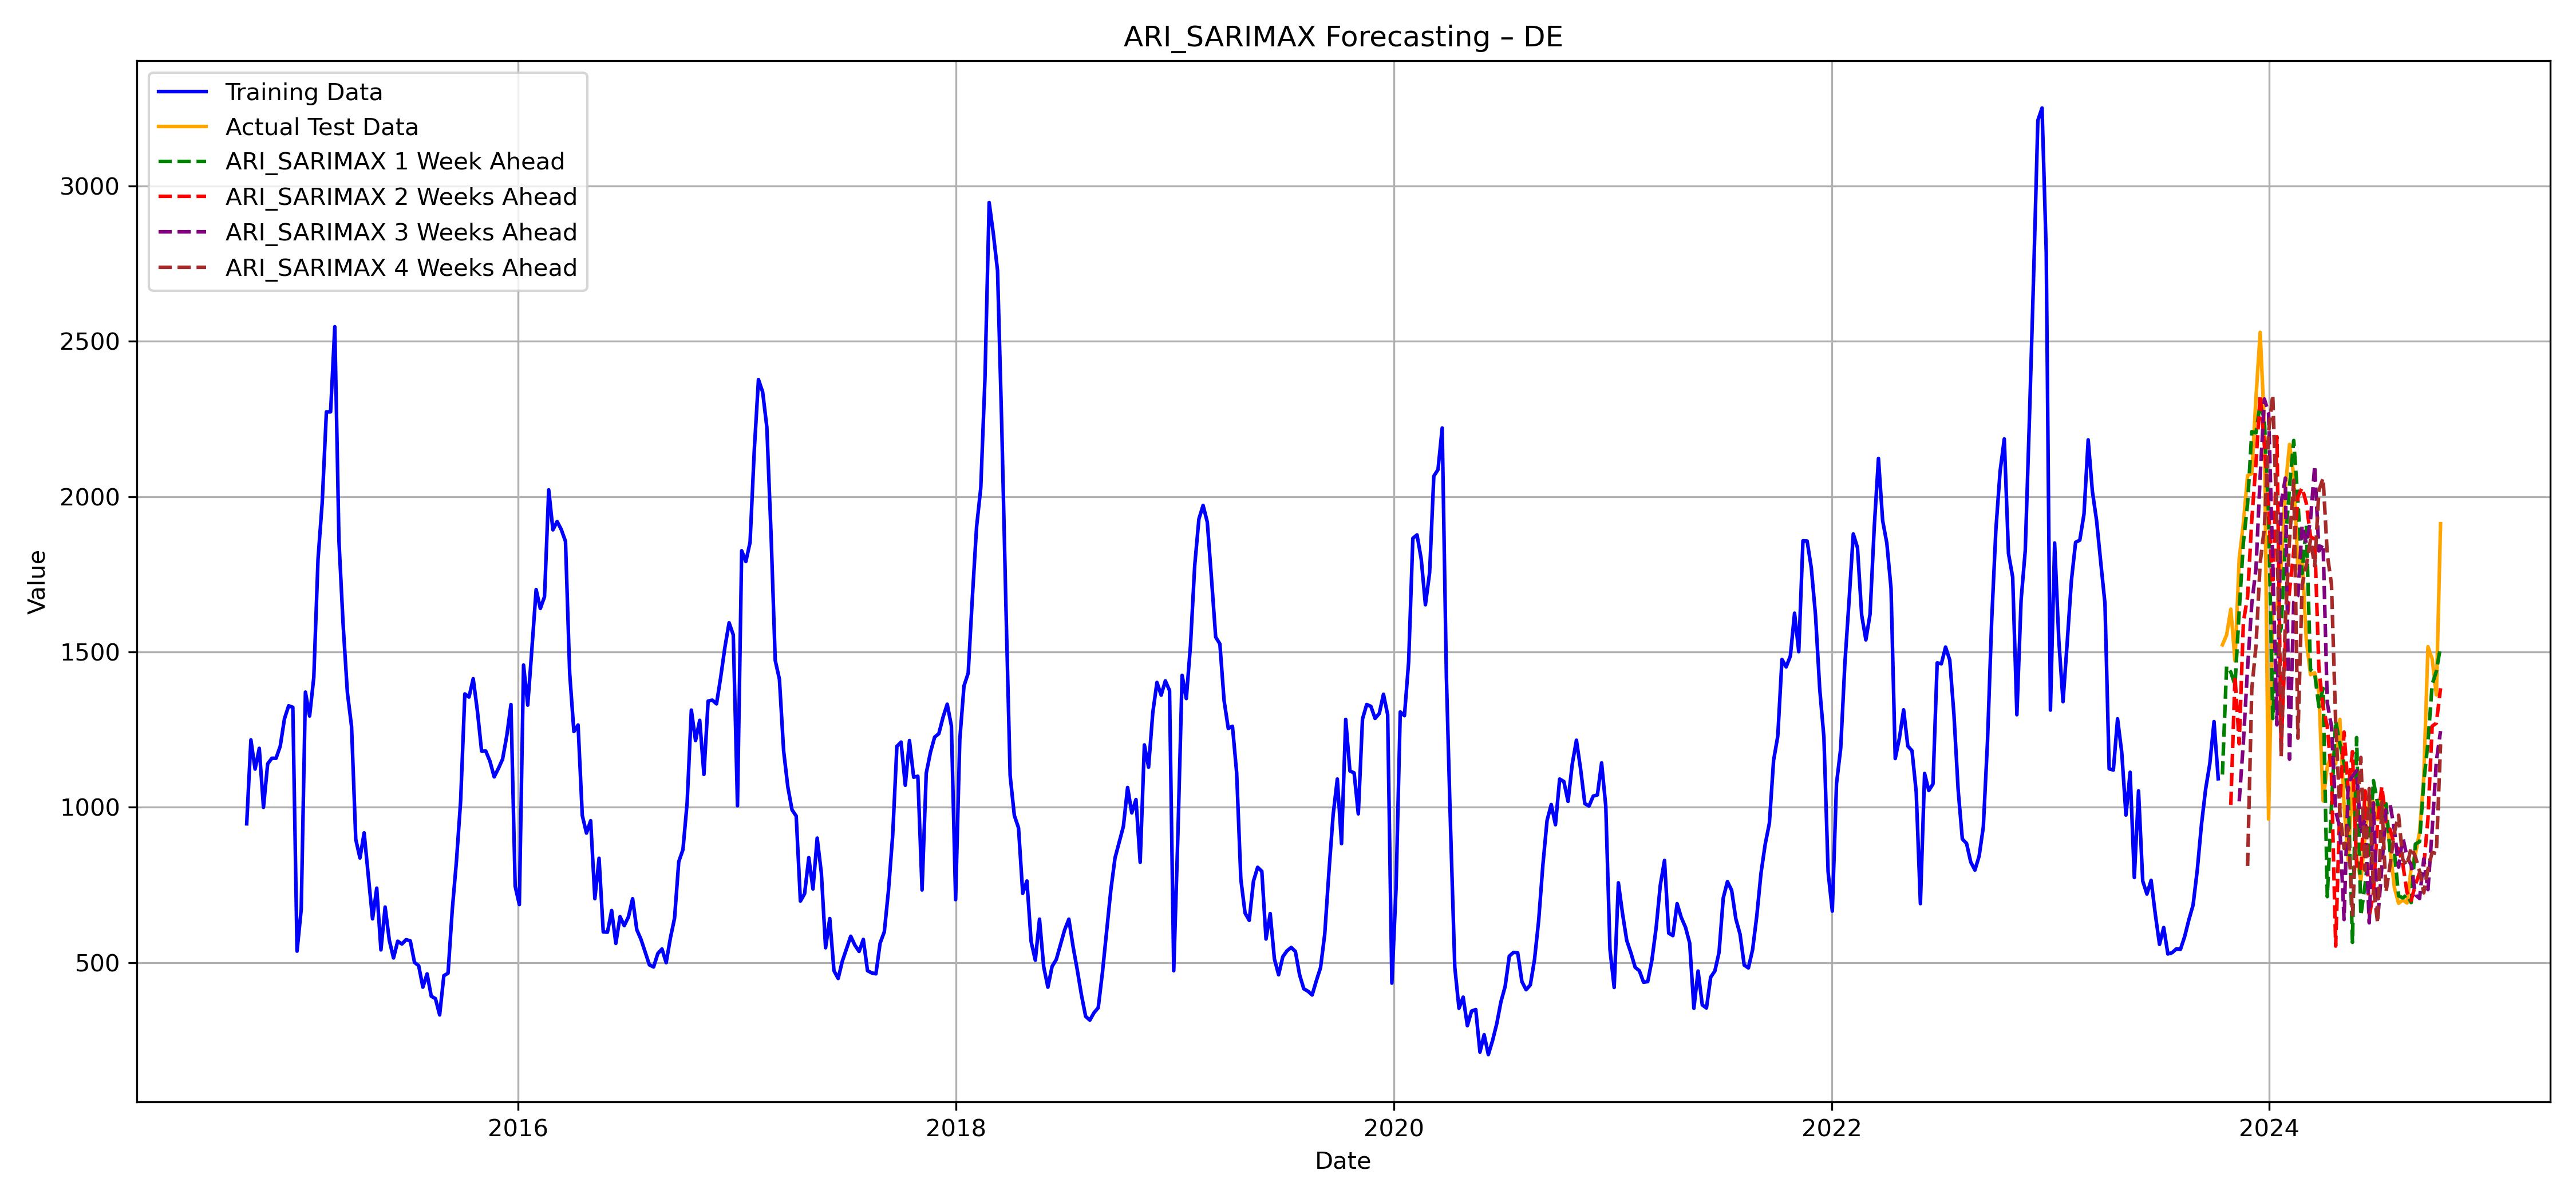 ARI_SARIMAX Forecasting – DE
Training Data
Actual Test Data
ARI_SARIMAX 1 Week Ahead
ARI_SARIMAX 2 Weeks Ahead
ARI_SARIMAX 3 Weeks Ahead
ARI_SARIMAX 4 Weeks Ahead
3000
2500
2000
1500
1000
500
Value
2016
2018
2020
2022
2024
Date